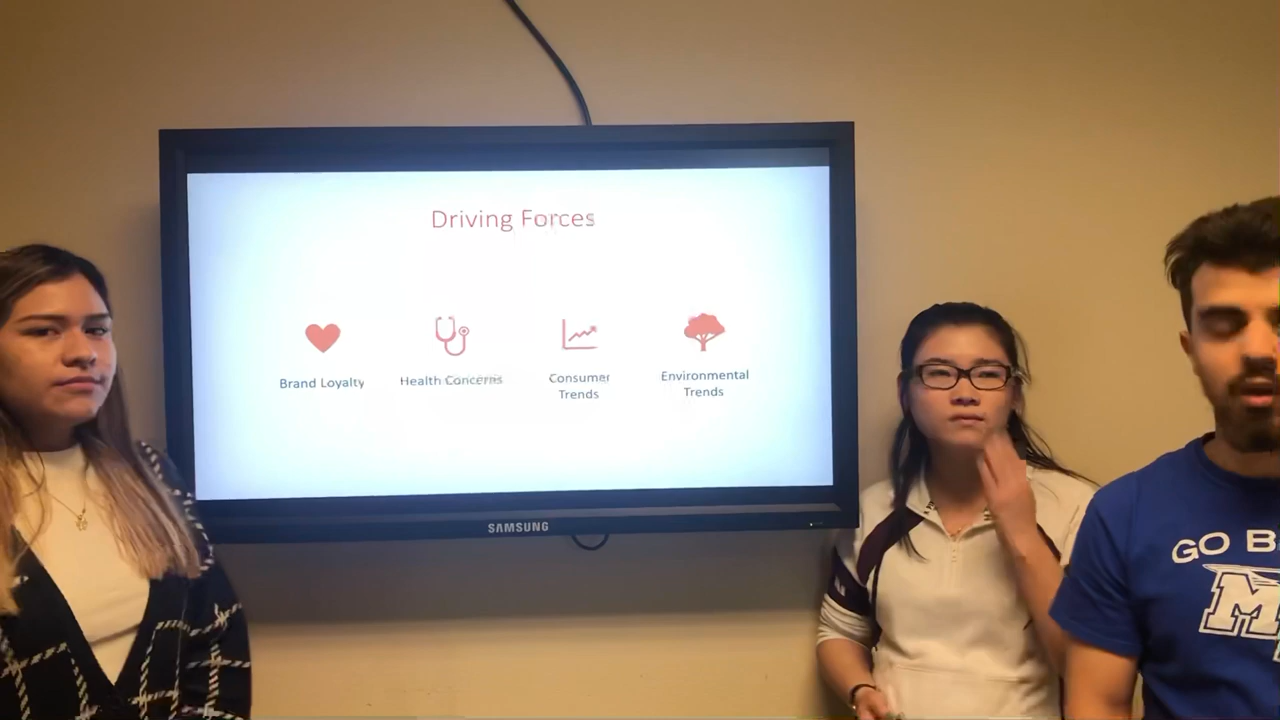 Driving Forces
Brand Loyalty
Health Concerns
Consumer
Trends
Environmental
Trends
SAMSUNG
GO B
M